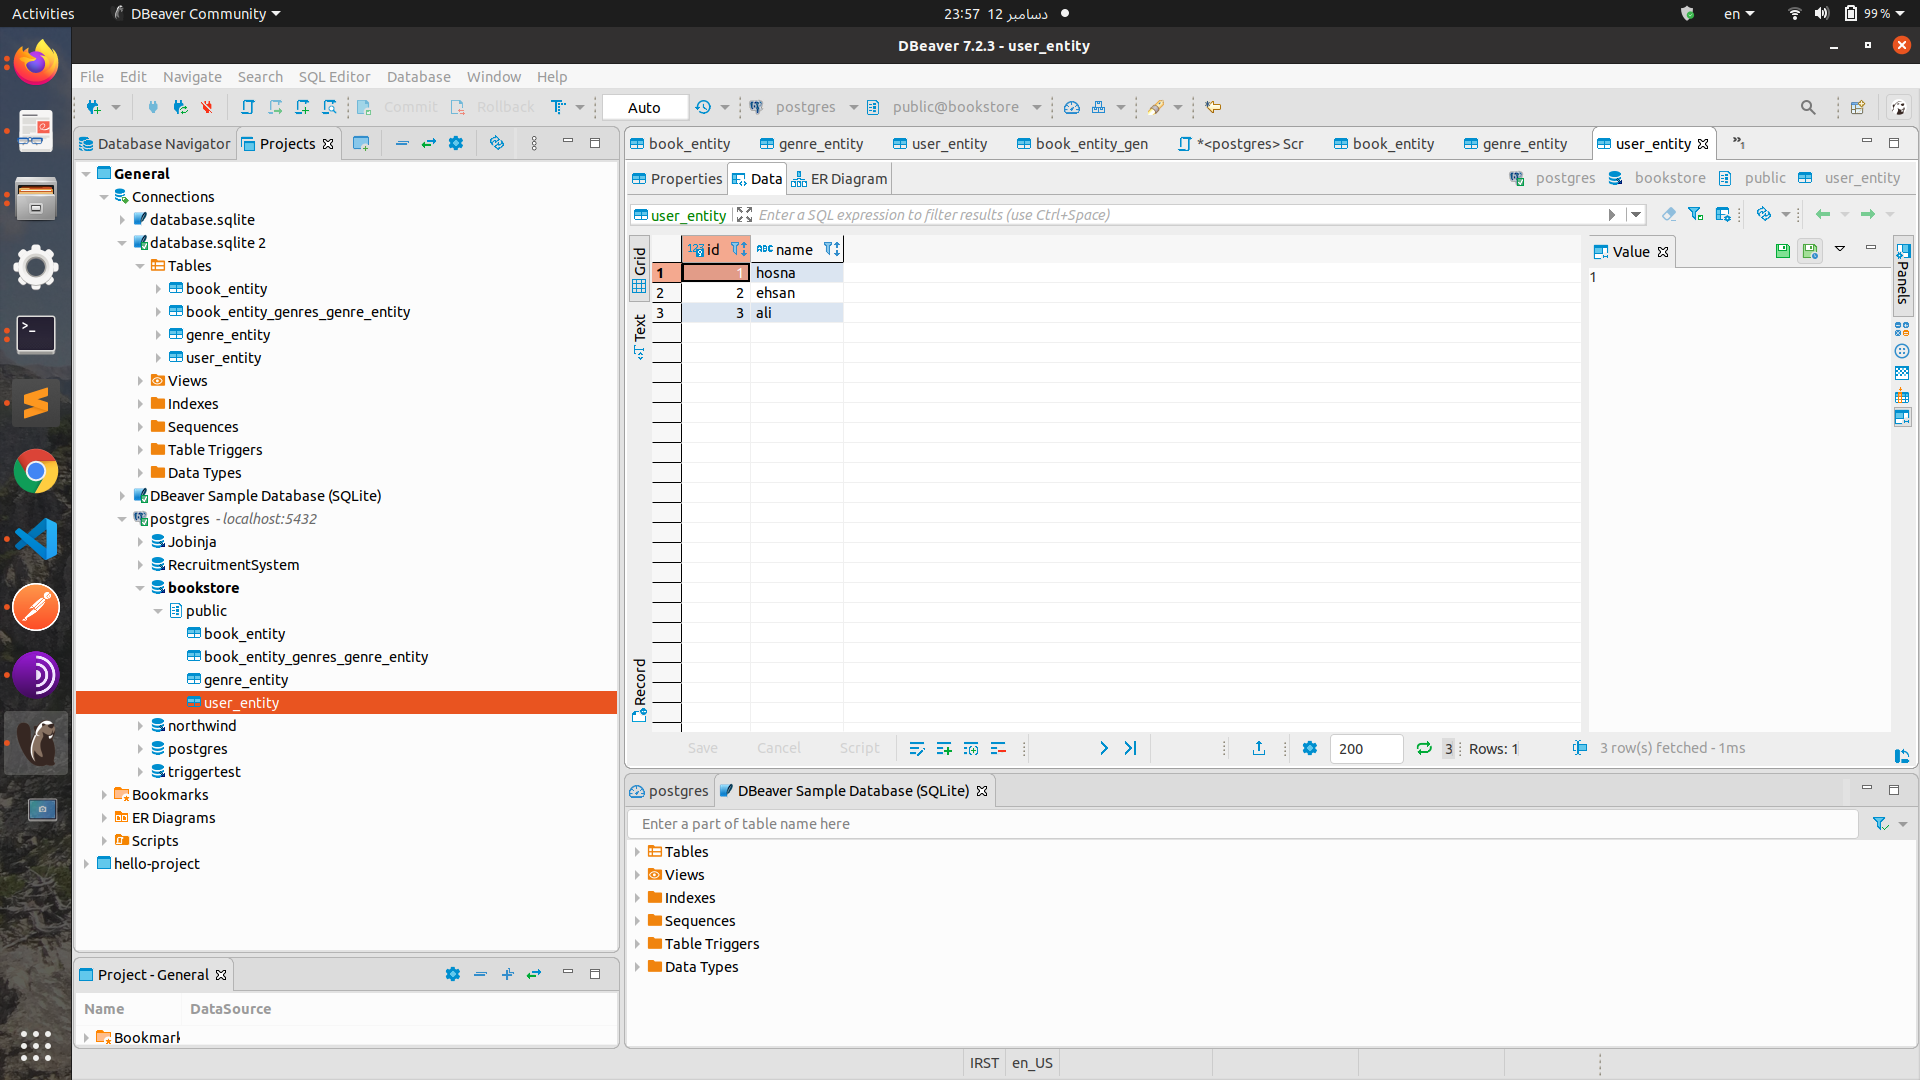 Activities
DBeaver Community
23:57 12 دسامبر
en
99 %
DBeaver 7.2.3 - user_entity
File Edit Navigate Search SQL Editor Database Window Help
Commit Rollback Auto postgres public@bookstore
Database Navigator Projects
General
Connections
database.sqlite
database.sqlite 2
Tables
book_entity
book_entity_genres_genre_entity
genre_entity
user_entity
Views
Indexes
Sequences
Table Triggers
Data Types
DBeaver Sample Database (SQLite)
postgres - localhost:5432
Jobinja
RecruitmentSystem
bookstore
public
book_entity
book_entity_genres_genre_entity
genre_entity
user_entity
northwind
postgres
triggertest
Bookmarks
ER Diagrams
Scripts
hello-project
Project - General
Name DataSource
Bookmark
book_entity genre_entity user_entity book_entity_gen *<postgres> Scr book_entity genre_entity user_entity »1
Properties Data ER Diagram postgres bookstore public user_entity
user_entity Enter a SQL expression to filter results (use Ctrl+Space)
Grid
Text
Record
123 id ABC name
1 1 hosna
2 2 ehsan
3 3 ali
Value
1
Panels
Save Cancel Script 200 3 Rows: 1 3 row(s) fetched - 1ms
postgres DBeaver Sample Database (SQLite)
Enter a part of table name here
Tables
Views
Indexes
Sequences
Table Triggers
Data Types
IRST en_US